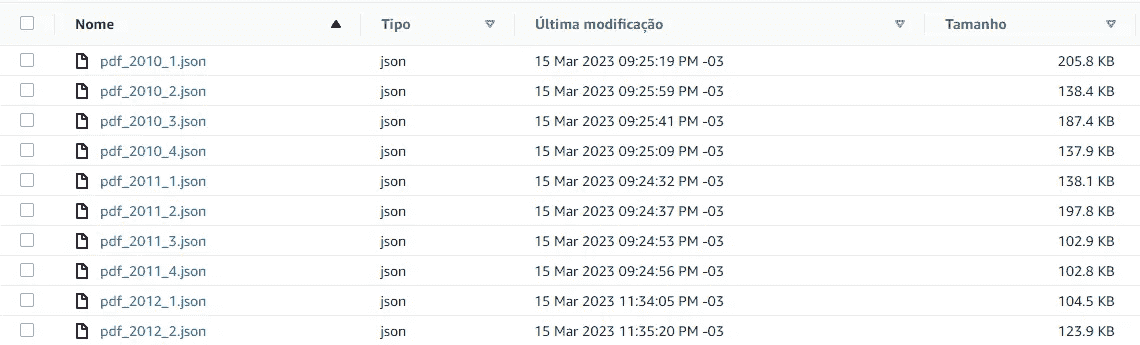 Nome Tipo Última modificação Tamanho
pdf_2010_1.json json 15 Mar 2023 09:25:19 PM -03 205.8 KB
pdf_2010_2.json json 15 Mar 2023 09:25:59 PM -03 138.4 KB
pdf_2010_3.json json 15 Mar 2023 09:25:41 PM -03 187.4 KB
pdf_2010_4.json json 15 Mar 2023 09:25:09 PM -03 137.9 KB
pdf_2011_1.json json 15 Mar 2023 09:24:32 PM -03 138.1 KB
pdf_2011_2.json json 15 Mar 2023 09:24:37 PM -03 197.8 KB
pdf_2011_3.json json 15 Mar 2023 09:24:53 PM -03 102.9 KB
pdf_2011_4.json json 15 Mar 2023 09:24:56 PM -03 102.8 KB
pdf_2012_1.json json 15 Mar 2023 11:34:05 PM -03 104.5 KB
pdf_2012_2.json json 15 Mar 2023 11:35:20 PM -03 123.9 KB